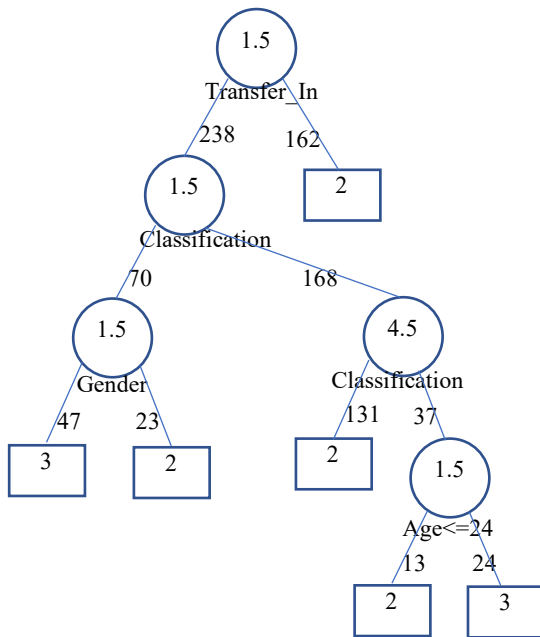 1.5
Transfer_In
238 162
1.5 2
Classification
70 168
1.5 4.5
Gender Classification
47 23 131 37
3 2 2 1.5
Age<=24
13 24
2 3